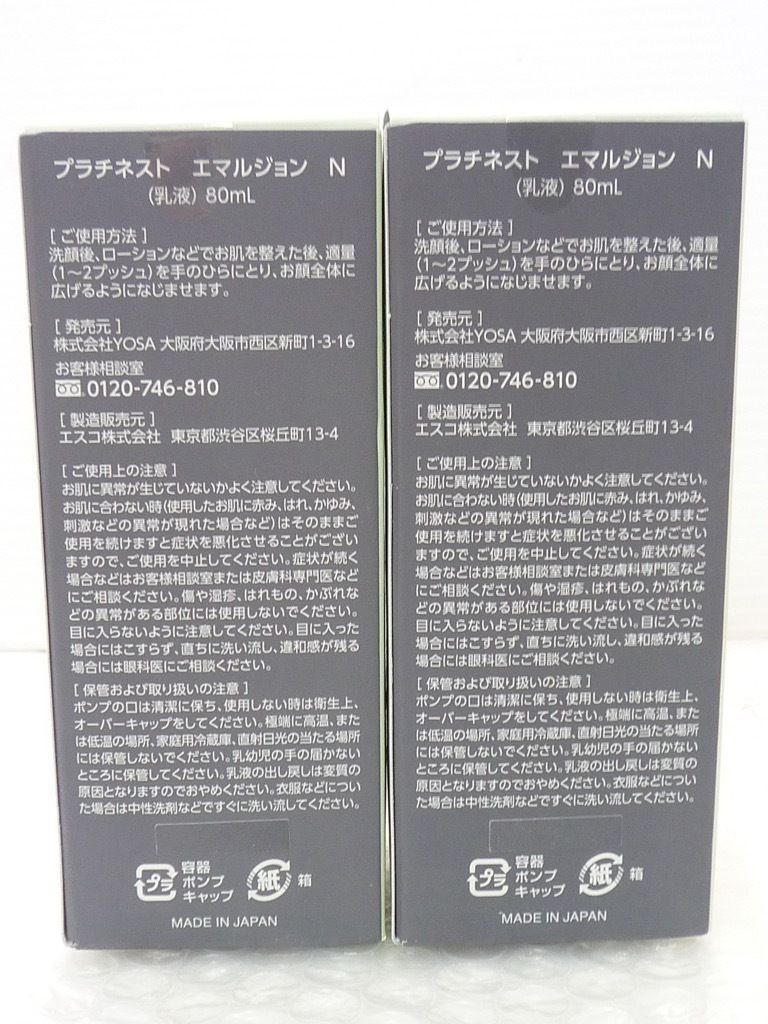 プラチネスト　エマルジョン　N
（乳液）80mL
［ご使用方法］
洗顔後、ローションなどでお肌を整えた後、適量
（1〜2プッシュ）を手のひらにとり、お顔全体に
広げるようになじませます。
［発売元］
株式会社YOSA 大阪府大阪市西区新町1-3-16
お客様相談室
0120-746-810
［製造販売元］
エスコ株式会社　東京都渋谷区桜丘町13-4
［ご使用上の注意］
お肌に異常が生じていないかよく注意してください。
お肌に合わない時（使用したお肌に赤み、はれ、かゆみ、
刺激などの異常が現れた場合など）はそのままご
使用を続けますと症状を悪化させることがござい
ますので、ご使用を中止してください。症状が続く
場合などはお客様相談室または皮膚科専門医など
にご相談ください。傷や湿疹、はれもの、かぶれな
どの異常がある部位には使用しないでください。
目に入らないように注意してください。目に入った
場合にはこすらず、直ちに洗い流し、違和感が残る
場合には眼科医にご相談ください。
［保管および取り扱いの注意］
ポンプの口は清潔に保ち、使用しない時は衛生上、
オーバーキャップをしてください。極端に高温、また
は低温の場所、家庭用冷蔵庫、直射日光の当たる場所
には保管しないでください。乳幼児の手の届かない
ところに保管してください。乳液の出し戻しは変質の
原因となりますのでおやめください。衣服などについ
た場合は中性洗剤などですぐに洗い流してください。
プラ
容器
ポンプ
キャップ
紙
箱
MADE IN JAPAN
プラチネスト　エマルジョン　N
（乳液）80mL
［ご使用方法］
洗顔後、ローションなどでお肌を整えた後、適量
（1〜2プッシュ）を手のひらにとり、お顔全体に
広げるようになじませます。
［発売元］
株式会社YOSA 大阪府大阪市西区新町1-3-16
お客様相談室
0120-746-810
［製造販売元］
エスコ株式会社　東京都渋谷区桜丘町13-4
［ご使用上の注意］
お肌に異常が生じていないかよく注意してください。
お肌に合わない時（使用したお肌に赤み、はれ、かゆみ、
刺激などの異常が現れた場合など）はそのままご
使用を続けますと症状を悪化させることがござい
ますので、ご使用を中止してください。症状が続く
場合などはお客様相談室または皮膚科専門医など
にご相談ください。傷や湿疹、はれもの、かぶれな
どの異常がある部位には使用しないでください。
目に入らないように注意してください。目に入った
場合にはこすらず、直ちに洗い流し、違和感が残る
場合には眼科医にご相談ください。
［保管および取り扱いの注意］
ポンプの口は清潔に保ち、使用しない時は衛生上、
オーバーキャップをしてください。極端に高温、また
は低温の場所、家庭用冷蔵庫、直射日光の当たる場所
には保管しないでください。乳幼児の手の届かない
ところに保管してください。乳液の出し戻しは変質の
原因となりますのでおやめください。衣服などについ
た場合は中性洗剤などですぐに洗い流してください。
プラ
容器
ポンプ
キャップ
紙
箱
MADE IN JAPAN